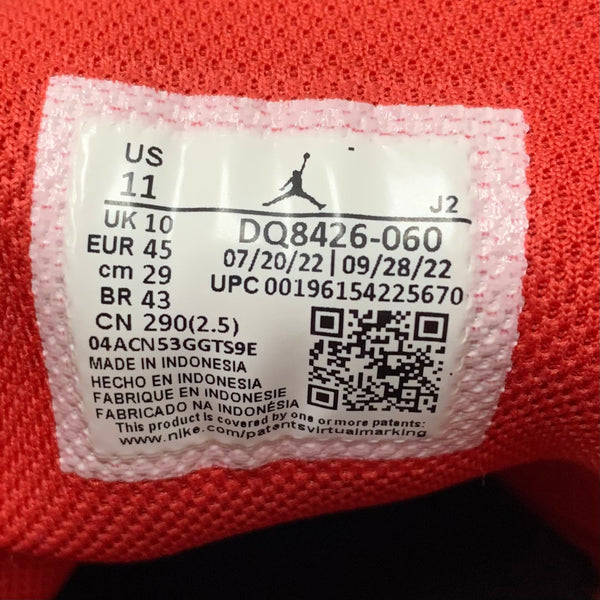 US
11
J2
UK 10
EUR 45
cm 29
BR 43
CN 290(2.5)
DQ8426-060
07/20/22 | 09/28/22
UPC 00196154225670
04ACN53GGTS9E
MADE IN INDONESIA
HECHO EN INDONESIA
FABRIQUE EN INDONESIE
FABRICADO NA INDONÉSIA
This product is covered by one or more patents:
www.nike.com/patentsvirtualmarking